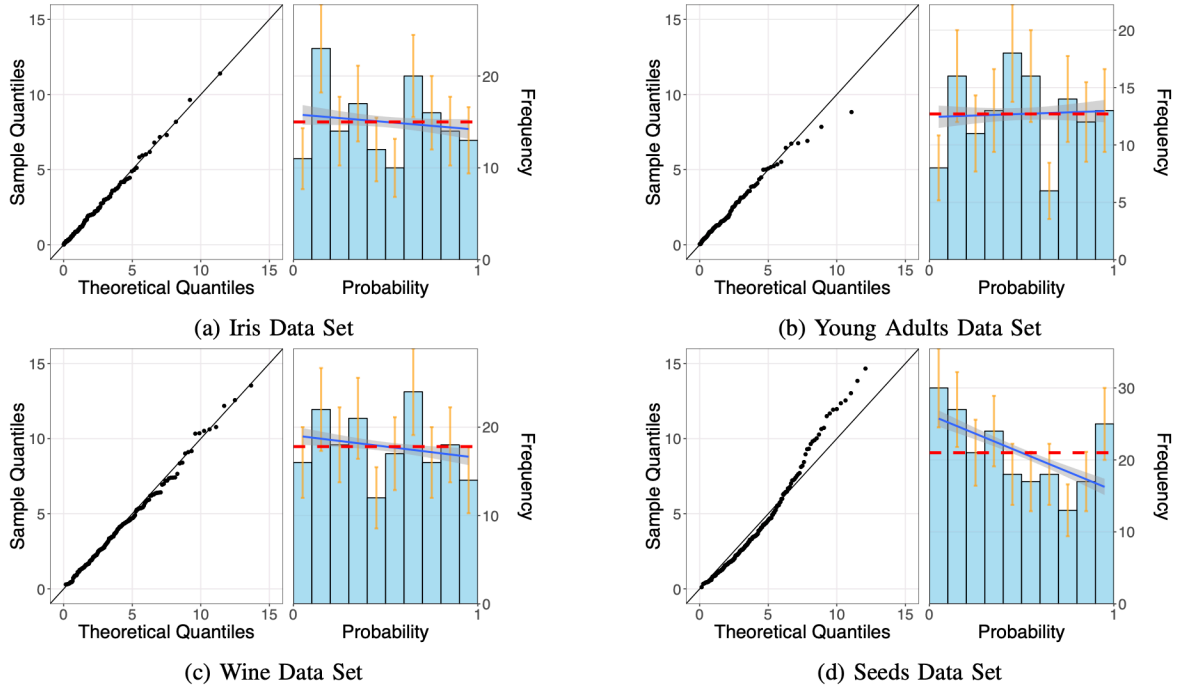 15
10
5
0
Sample Quantiles
0
5
10
15
Theoretical Quantiles
20
10
0
Frequency
0
1
Probability
(a) Iris Data Set
15
10
5
0
Sample Quantiles
0
5
10
15
Theoretical Quantiles
20
15
10
5
0
Frequency
0
1
Probability
(b) Young Adults Data Set
15
10
5
0
Sample Quantiles
0
5
10
15
Theoretical Quantiles
20
10
0
Frequency
0
1
Probability
(c) Wine Data Set
15
10
5
0
Sample Quantiles
0
5
10
15
Theoretical Quantiles
30
20
10
0
Frequency
0
1
Probability
(d) Seeds Data Set